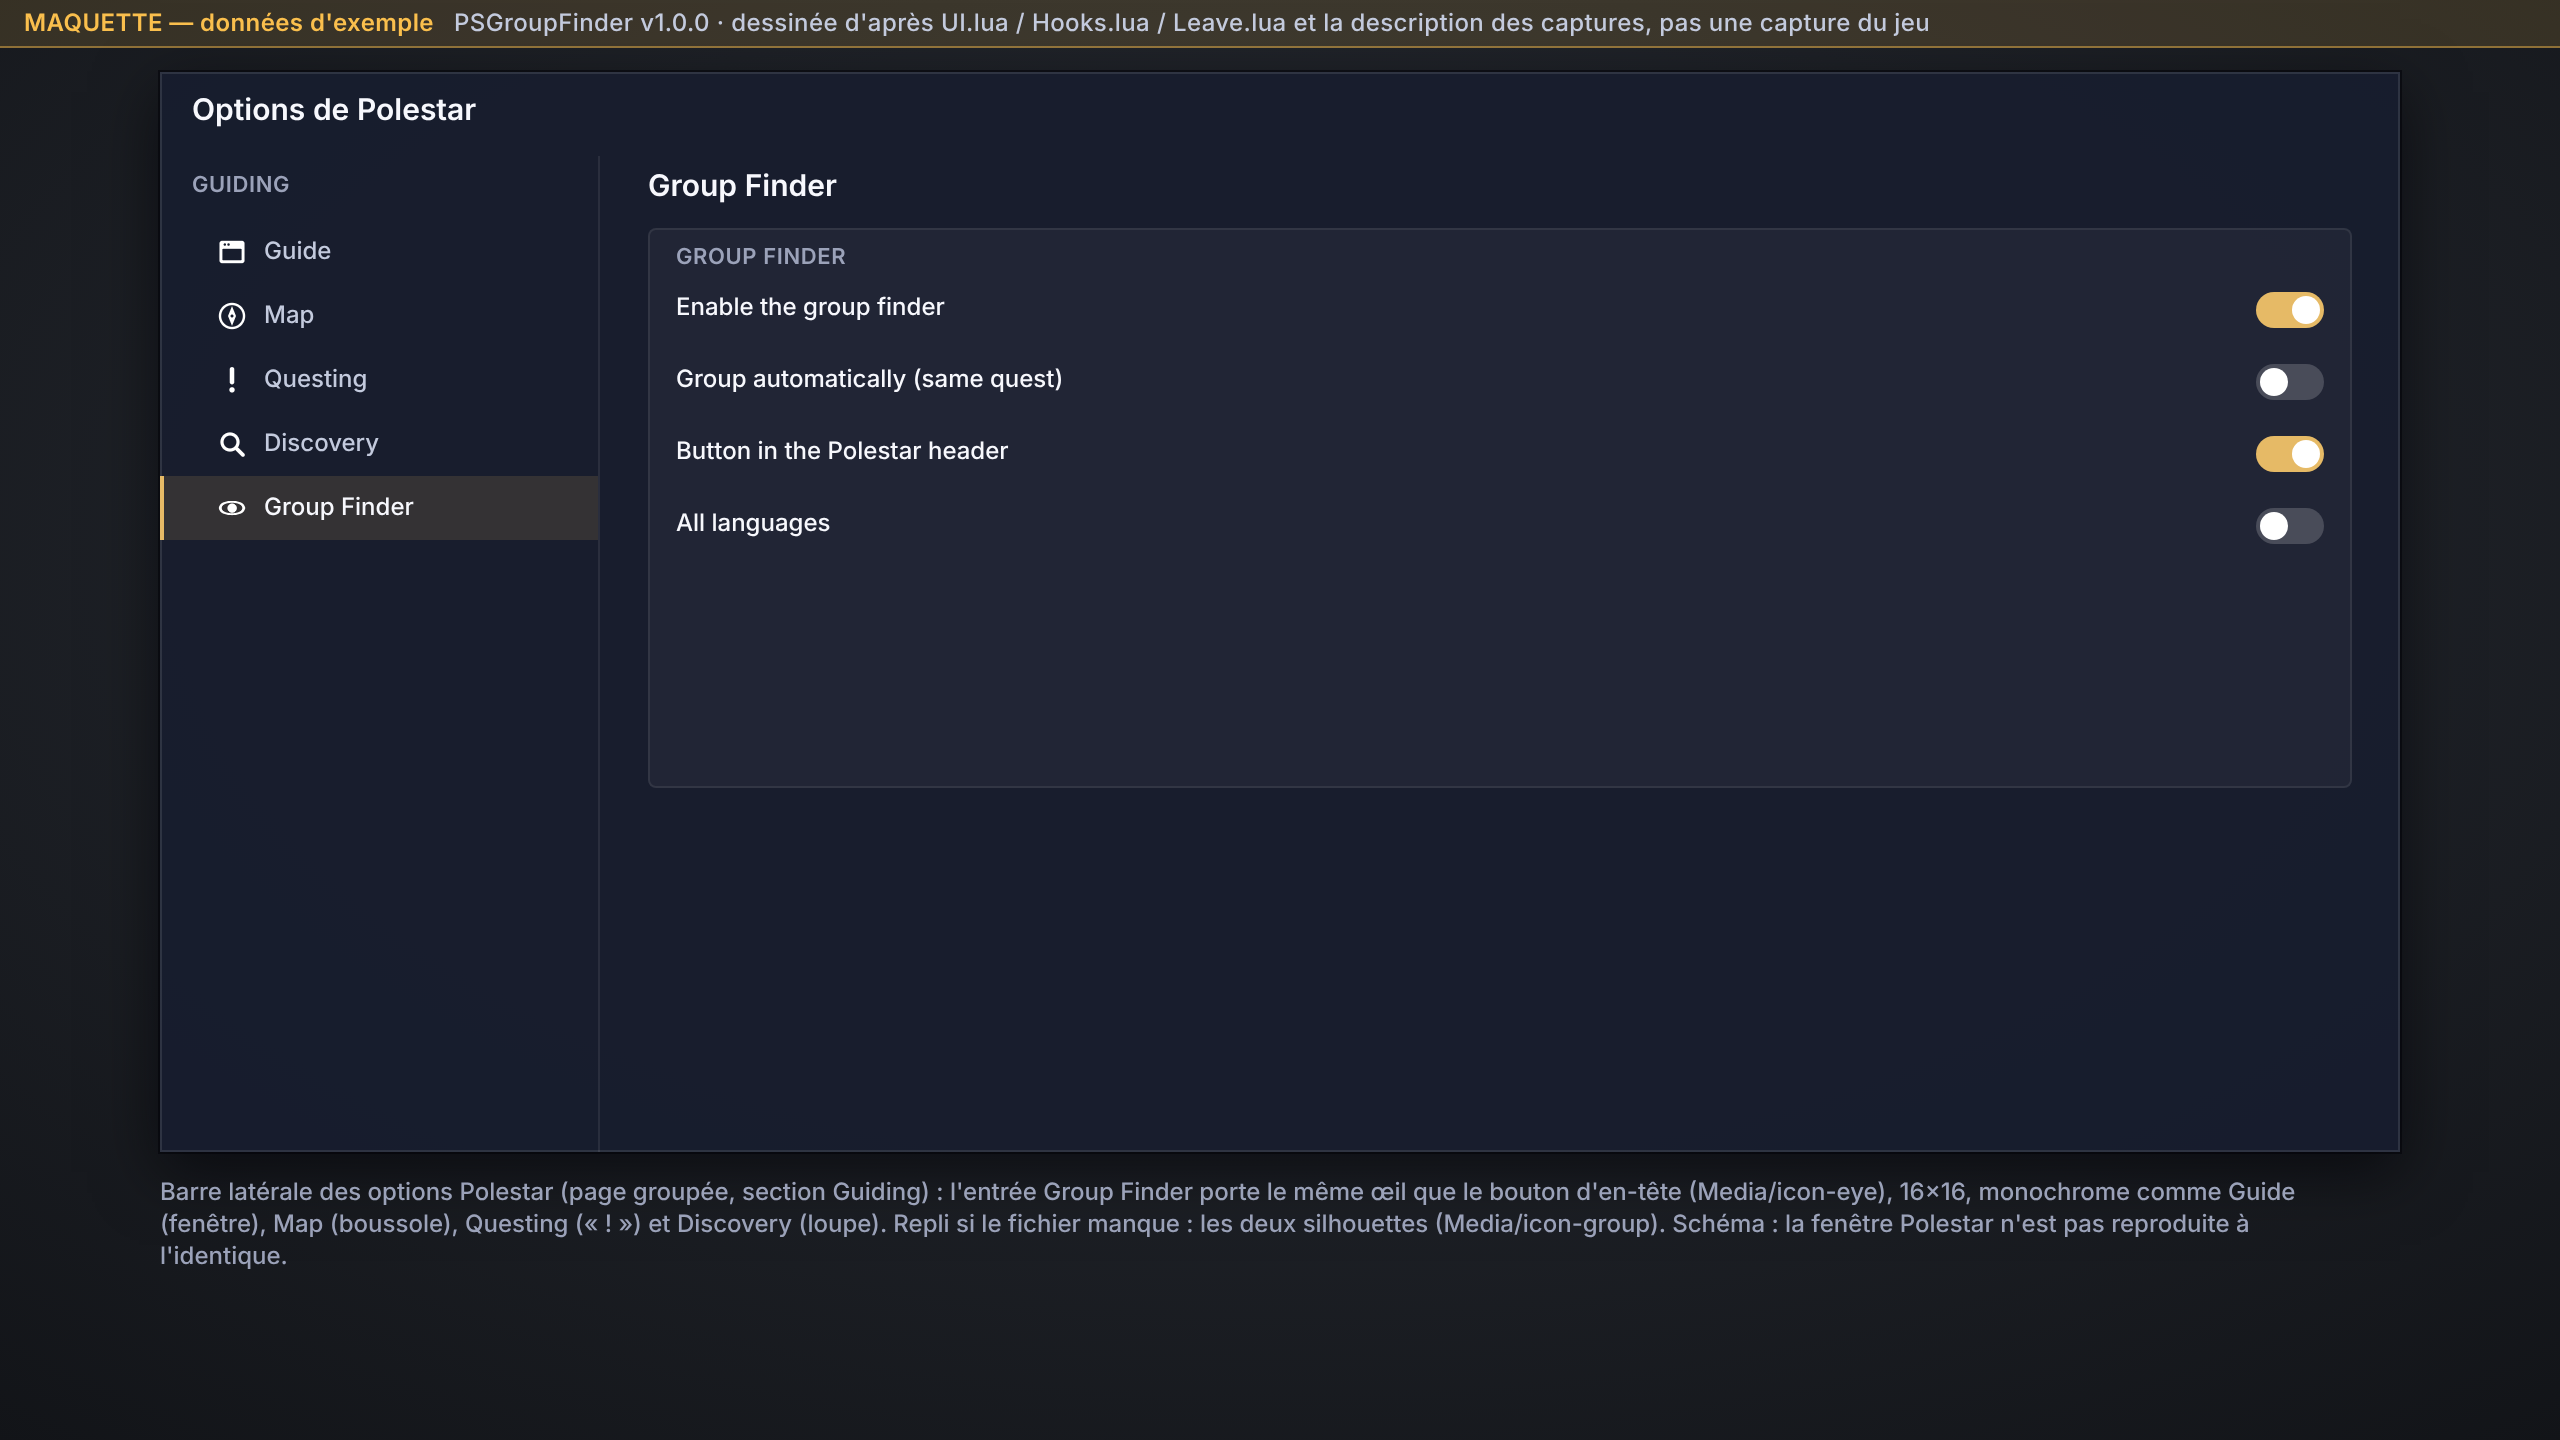 MAQUETTE — données d'exemple PSGroupFinder v1.0.0 · dessinée d'après UI.lua / Hooks.lua / Leave.lua et la description des captures, pas une capture du jeu
Options de Polestar
GUIDING
Guide
Map
Questing
Discovery
Group Finder
Group Finder
GROUP FINDER
Enable the group finder
Group automatically (same quest)
Button in the Polestar header
All languages
Barre latérale des options Polestar (page groupée, section Guiding) : l'entrée Group Finder porte le même œil que le bouton d'en-tête (Media/icon-eye), 16×16, monochrome comme Guide
(fenêtre), Map (boussole), Questing (« ! ») et Discovery (loupe). Repli si le fichier manque : les deux silhouettes (Media/icon-group). Schéma : la fenêtre Polestar n'est pas reproduite à
l'identique.